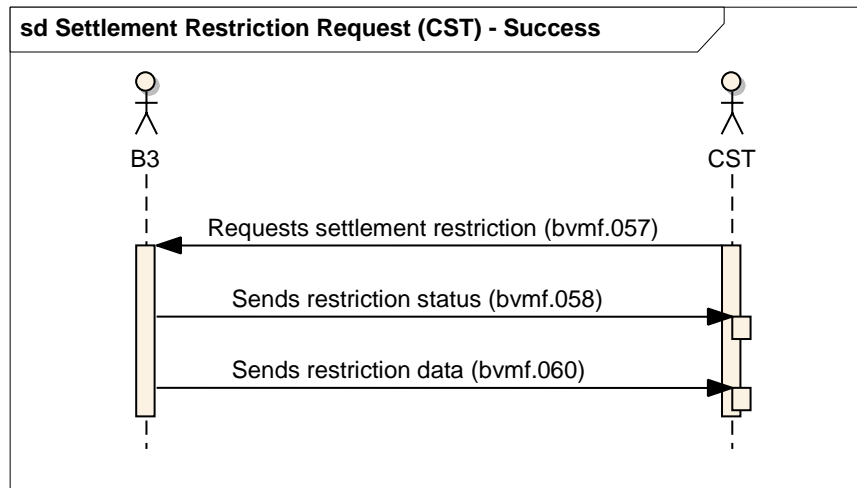 sd Settlement Restriction Request (CST) - Success
B3
CST
Requests settlement restriction (bvmf.057)
Sends restriction status (bvmf.058)
Sends restriction data (bvmf.060)